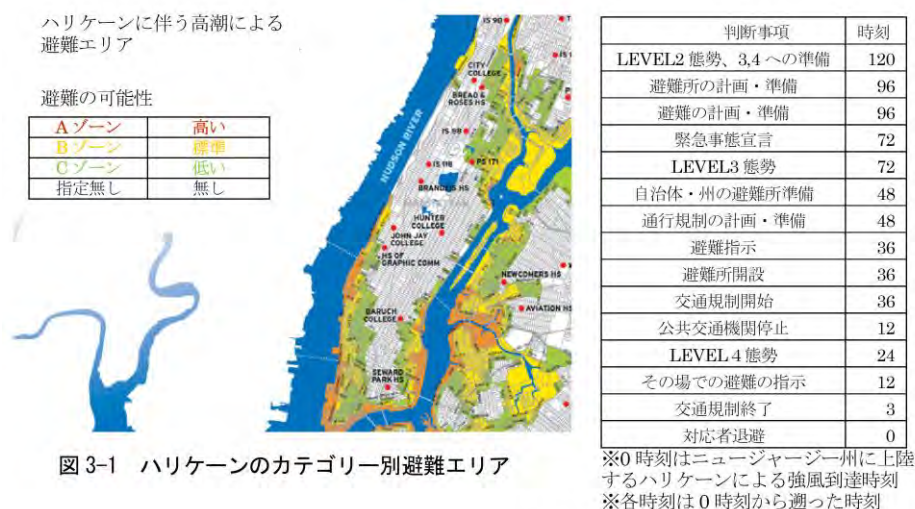 ハリケーンに伴う高潮による
避難エリア
避難の可能性
Aゾーン 高い
Bゾーン 標準
Cゾーン 低い
指定無し 無し
HUDSON RIVER
IS 90
CITY
COLLEGE
BREAD &
ROSES HS
IS 98
PS 171
IS 118
BRANDEIS HS
HUNTER
COLLEGE
JOHN JAY
COLLEGE
HS OF
GRAPHIC COMM
NEWCOMERS HS
AVIATION HS
BARUCH
COLLEGE
SEWARD
PARK HS
図 3-1 ハリケーンのカテゴリー別避難エリア
判断事項 時刻
LEVEL2 態勢、3,4 への準備 120
避難所の計画・準備 96
避難の計画・準備 96
緊急事態宣言 72
LEVEL3 態勢 72
自治体・州の避難所準備 48
通行規制の計画・準備 48
避難指示 36
避難所開設 36
交通規制開始 36
公共交通機関停止 12
LEVEL 4 態勢 24
その場での避難の指示 12
交通規制終了 3
対応者退避 0
※0 時刻はニュージャージー州に上陸
するハリケーンによる強風到達時刻
※各時刻は 0 時刻から遡った時刻